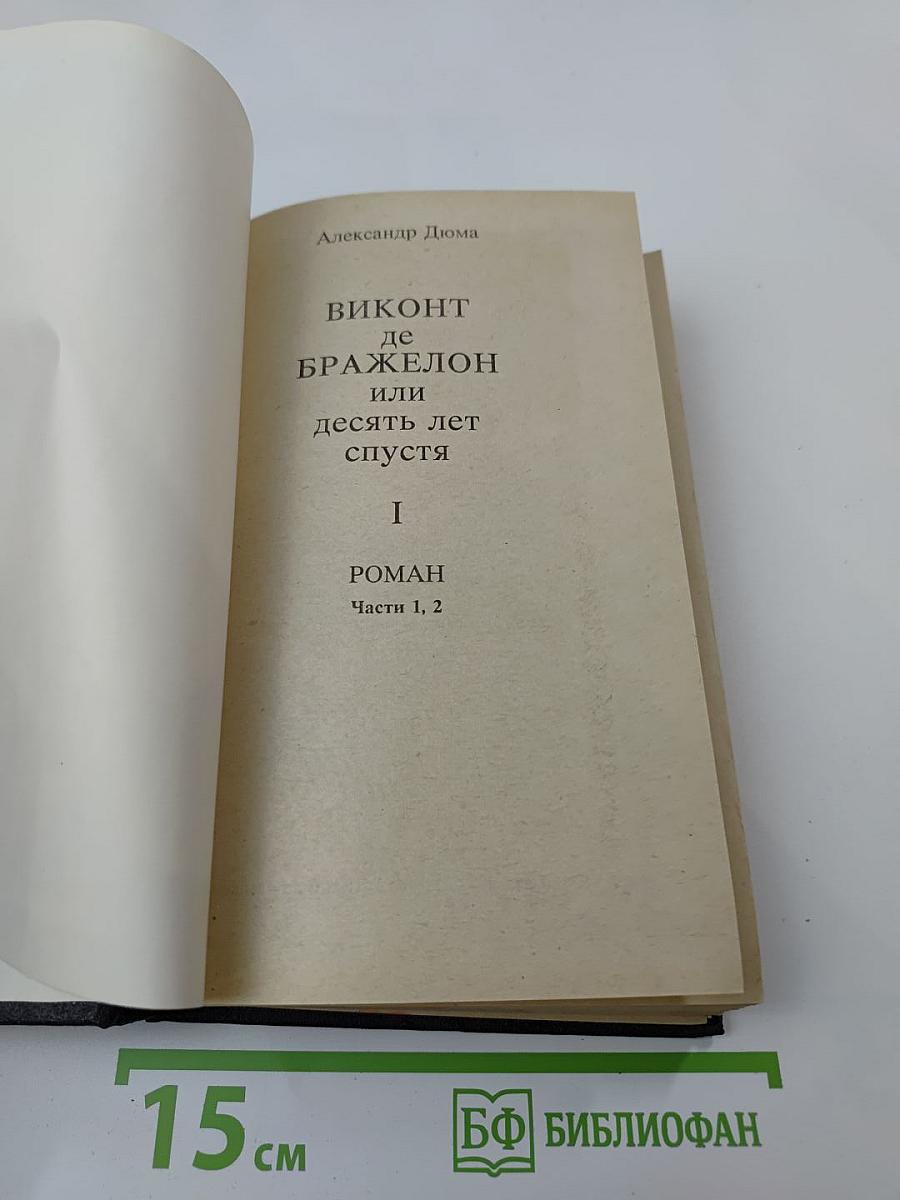 Александр Дюма
ВИКОНТ
де
БРАЖЕЛОН
или
десять лет
спустя
I
РОМАН
Части 1, 2
15 см
БФ БИБЛИОФАН